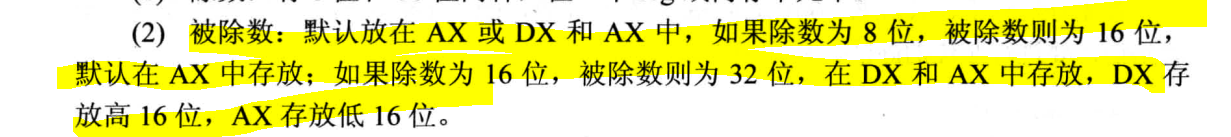 (2) 被除数：默认放在 AX 或 DX 和 AX 中，如果除数为 8 位，被除数则为 16 位，
默认在 AX 中存放；如果除数为 16 位，被除数则为 32 位，在 DX 和 AX 中存放，DX 存
放高 16 位，AX 存放低 16 位。